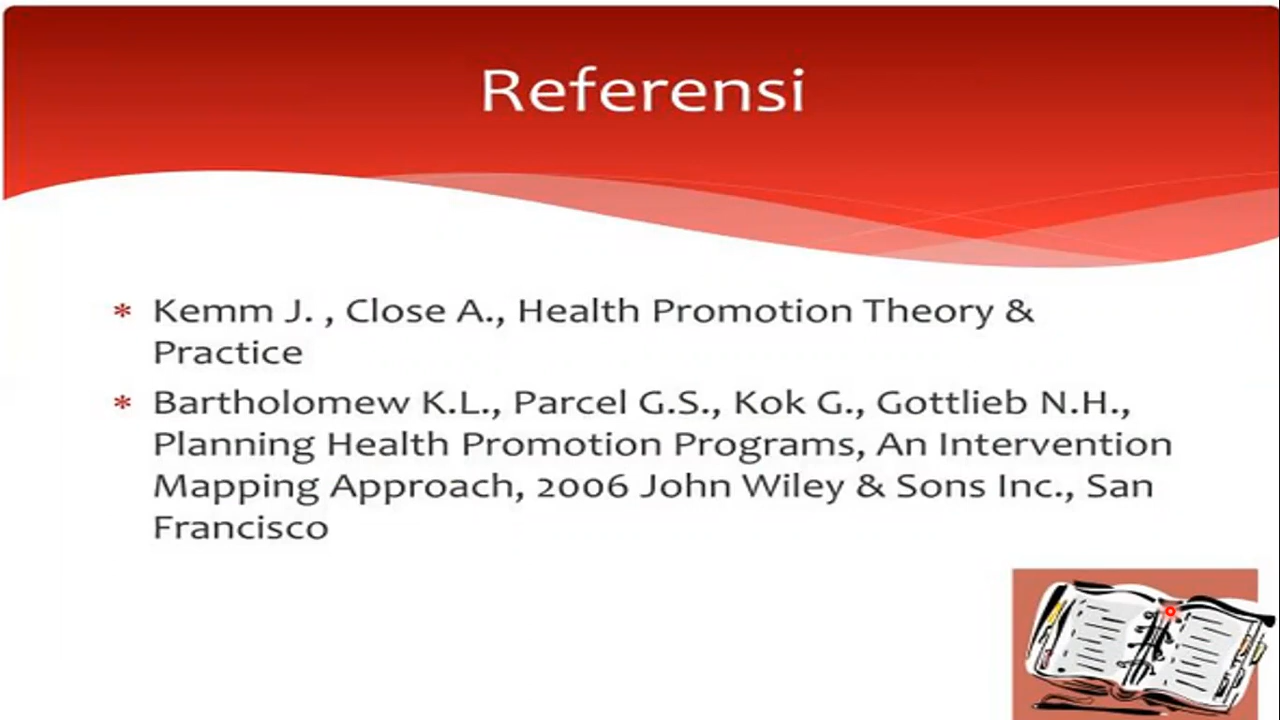 Referensi
Kemm J. , Close A., Health Promotion Theory &
Practice
Bartholomew K.L., Parcel G.S., Kok G., Gottlieb N.H.,
Planning Health Promotion Programs, An Intervention
Mapping Approach, 2006 John Wiley & Sons Inc., San
Francisco